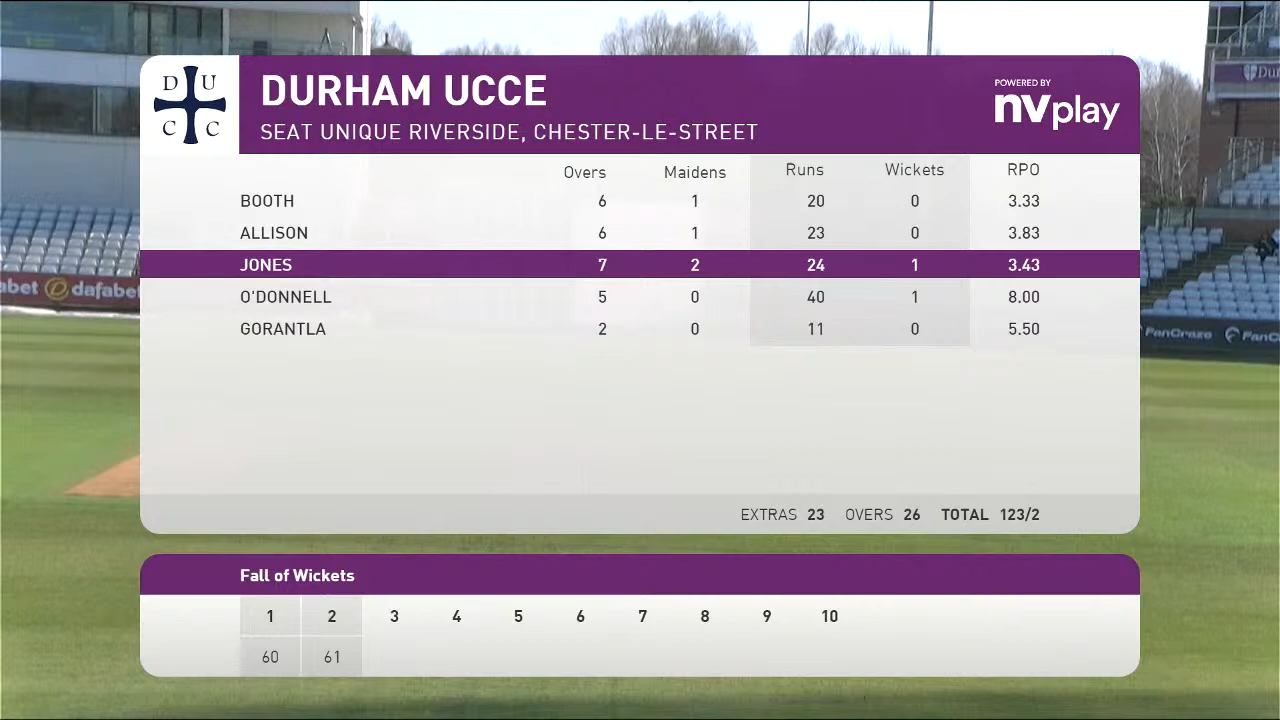 D U
C C
DURHAM UCCE
SEAT UNIQUE RIVERSIDE, CHESTER-LE-STREET
POWERED BY
nvplay
Overs Maidens Runs Wickets RPO
BOOTH 6 1 20 0 3.33
ALLISON 6 1 23 0 3.83
JONES 7 2 24 1 3.43
O'DONNELL 5 0 40 1 8.00
GORANTLA 2 0 11 0 5.50
EXTRAS 23 OVERS 26 TOTAL 123/2
Fall of Wickets
1 2 3 4 5 6 7 8 9 10
60 61
abet dafabet
FanCraze FanC